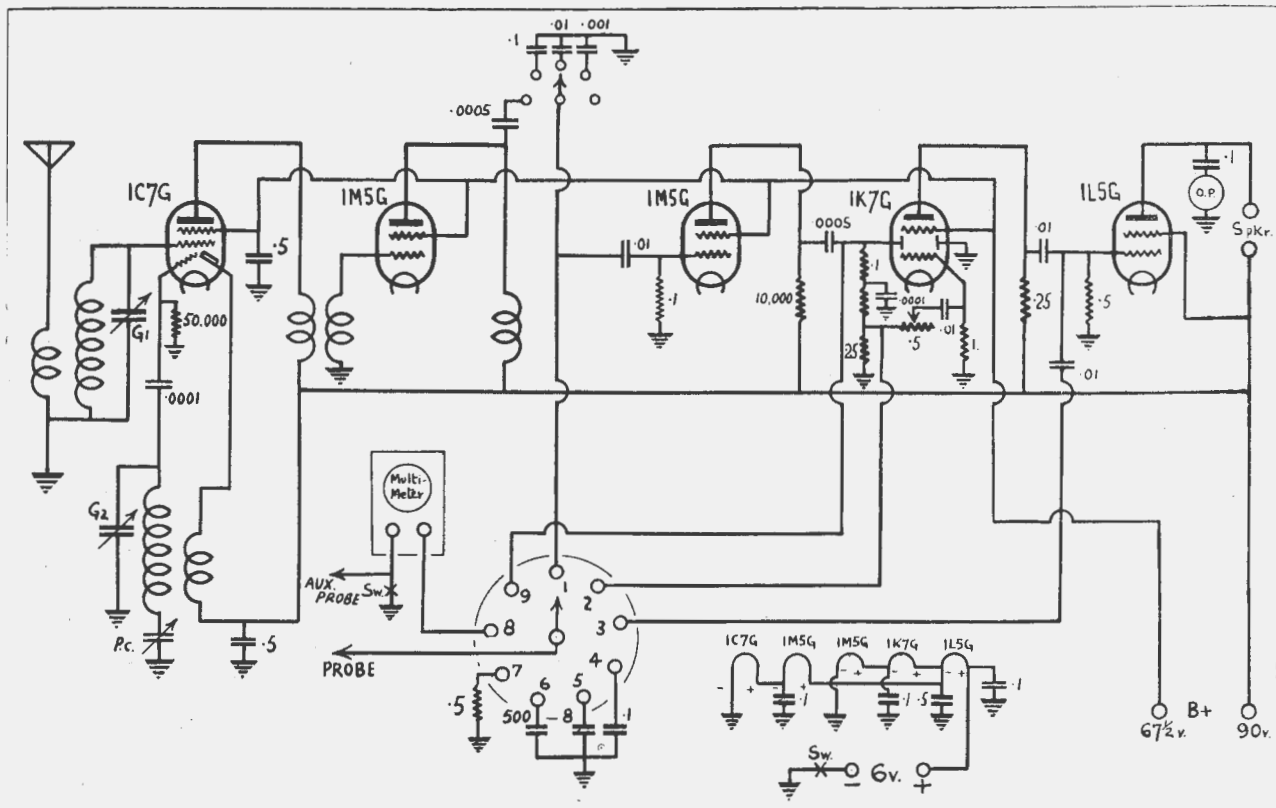 .1
.01
.001
.0005
1C7G
1M5G
1M5G
1K7G
1L5G
.1
O.P.
Spkr.
.5
G1
50.000
.0001
.01
.1
10,000
.0005
.1
.0001
.01
.5
25
1.
.25
.01
.5
.01
G2
P.c.
.5
Multi-
Meter
AUX.
PROBE
Sw.
PROBE
1
2
3
4
5
6
7
8
9
.5
500
8
.1
1C7G
1M5G
1M5G
1K7G
1L5G
- +
- +
- +
- +
- +
.1
.1
.5
.1
Sw.
- 6v. +
B+
67½v.
90v.